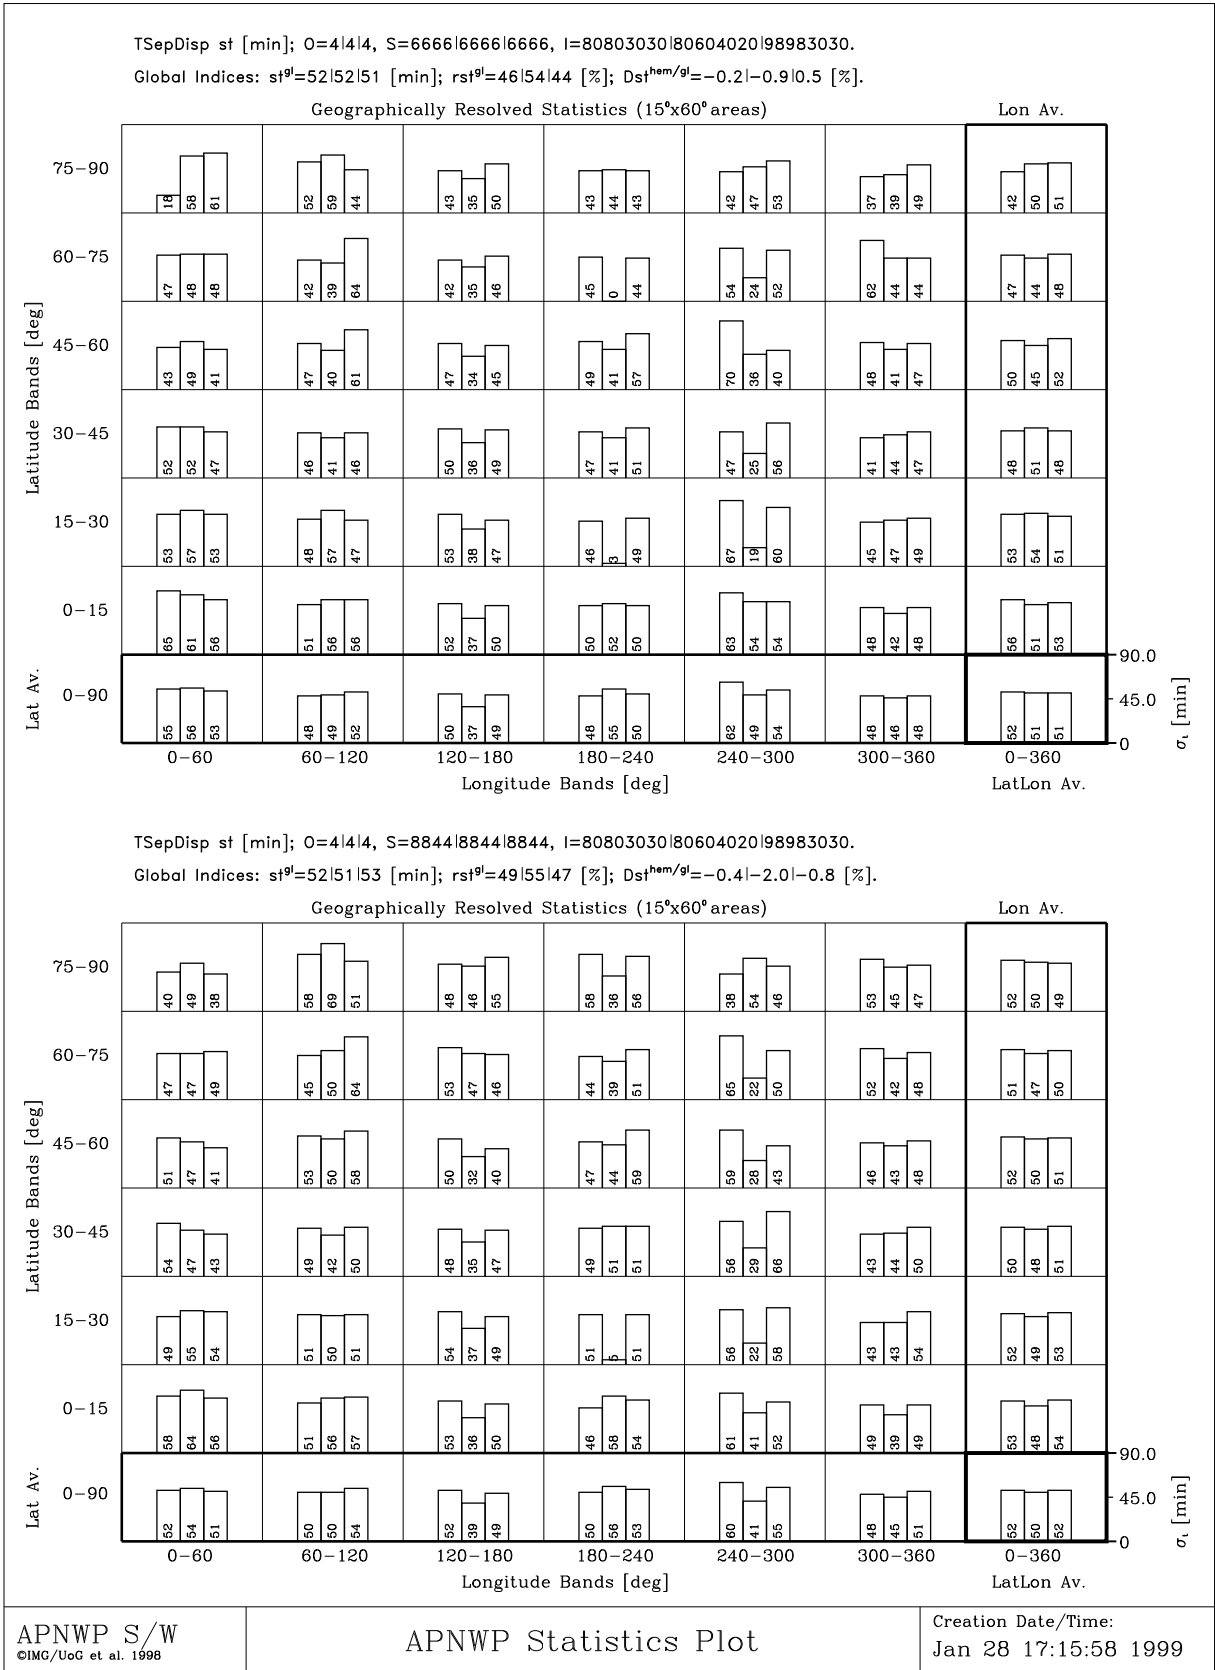 TSepDisp st [min]; O=4|4|4, S=6666|6666|6666, I=80803030|80604020|98983030.
Global Indices: st^gl=52|52|51 [min]; rst^gl=46|54|44 [%]; Dst^hem/gl=−0.2|−0.9|0.5 [%].
Geographically Resolved Statistics (15°x60° areas) Lon Av.
75−90 18 58 61 52 59 44 43 35 50 43 44 43 42 47 53 37 39 49 42 50 51
60−75 47 48 48 42 39 64 42 35 46 45 0 44 54 24 52 62 44 44 47 44 48
45−60 43 49 41 47 40 61 47 34 45 49 41 57 70 36 40 48 41 47 50 45 52
30−45 52 52 47 46 41 46 50 36 49 47 41 51 47 25 56 41 44 47 48 51 48
15−30 53 57 53 48 57 47 53 38 47 46 3 49 67 19 60 45 47 49 53 54 51
0−15 65 61 56 51 56 56 52 37 50 50 52 50 63 54 54 48 42 48 56 51 53
Latitude Bands [deg]
Lat Av.
0−90 55 56 53 48 49 52 50 37 49 48 55 50 62 49 54 48 46 48 52 51 51
90.0
45.0
0
σι [min]
0−60 60−120 120−180 180−240 240−300 300−360 0−360
Longitude Bands [deg] LatLon Av.
TSepDisp st [min]; O=4|4|4, S=8844|8844|8844, I=80803030|80604020|98983030.
Global Indices: st^gl=52|51|53 [min]; rst^gl=49|55|47 [%]; Dst^hem/gl=−0.4|−2.0|−0.8 [%].
Geographically Resolved Statistics (15°x60° areas) Lon Av.
75−90 40 49 38 58 69 51 48 46 55 58 36 56 38 54 46 53 45 47 52 50 49
60−75 47 47 49 45 50 64 53 47 46 44 39 51 65 22 50 52 42 48 51 47 50
45−60 51 47 41 53 50 58 50 32 40 47 44 59 59 28 43 46 43 48 52 50 51
30−45 54 47 43 49 42 50 48 35 47 49 51 51 56 29 66 43 44 50 50 48 51
15−30 49 55 54 51 50 51 54 37 49 51 5 51 56 22 58 43 43 54 52 49 53
0−15 58 64 56 51 56 57 53 36 50 46 58 54 61 41 52 49 39 49 53 48 54
Latitude Bands [deg]
Lat Av.
0−90 52 54 51 50 50 54 52 39 49 50 56 53 60 41 55 48 45 51 52 50 52
90.0
45.0
0
σι [min]
0−60 60−120 120−180 180−240 240−300 300−360 0−360
Longitude Bands [deg] LatLon Av.
APNWP S/W
©IMG/UoG et al. 1998
APNWP Statistics Plot
Creation Date/Time:
Jan 28 17:15:58 1999